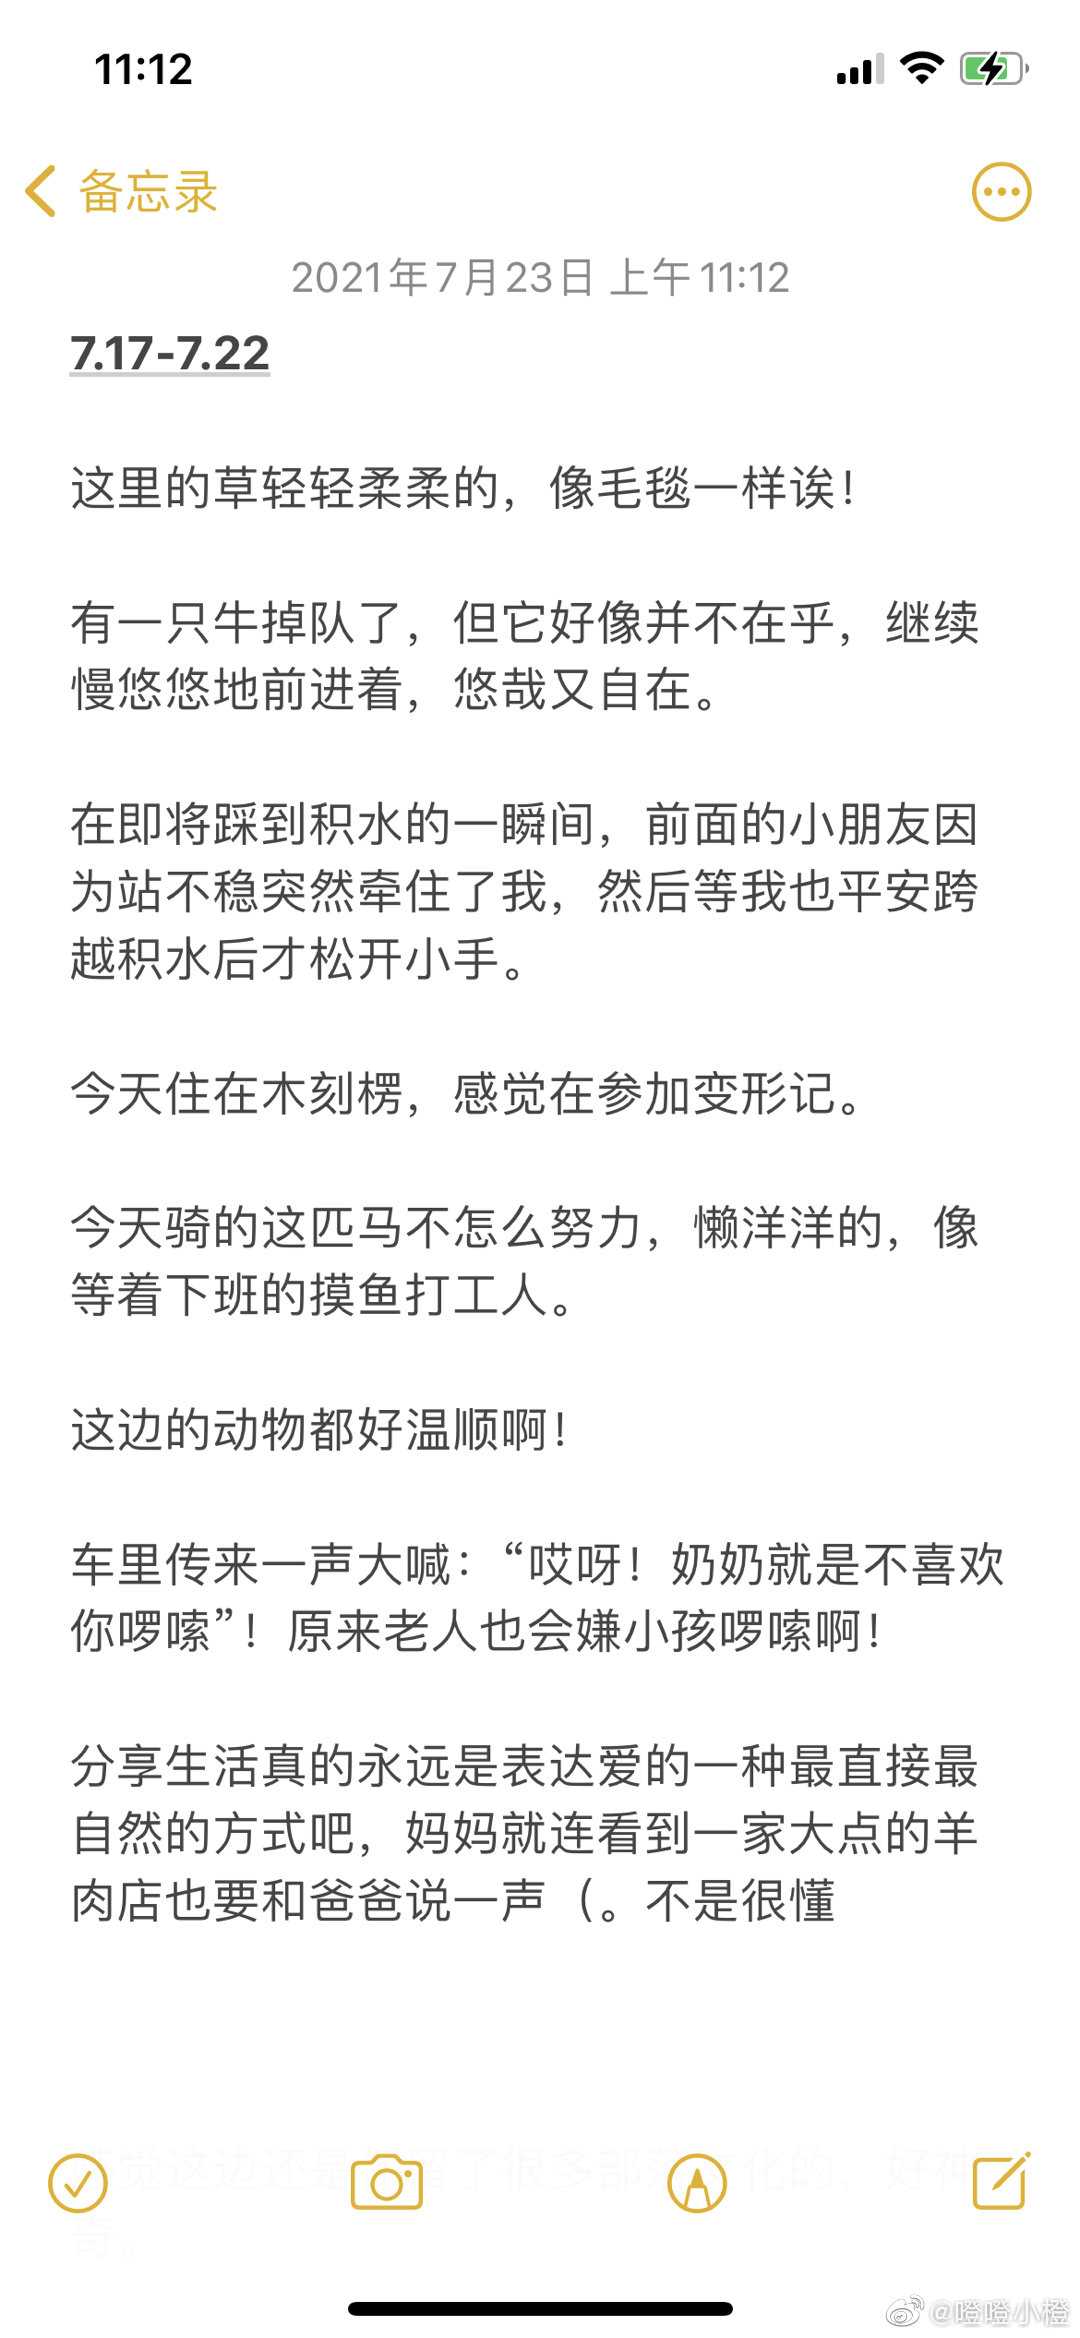 11:12
备忘录
2021年7月23日 上午11:12
7.17-7.22
这里的草轻轻柔柔的，像毛毯一样诶！
有一只牛掉队了，但它好像并不在乎，继续
慢悠悠地前进着，悠哉又自在。
在即将踩到积水的一瞬间，前面的小朋友因
为站不稳突然牵住了我，然后等我也平安跨
越积水后才松开小手。
今天住在木刻楞，感觉在参加变形记。
今天骑的这匹马不怎么努力，懒洋洋的，像
等着下班的摸鱼打工人。
这边的动物都好温顺啊！
车里传来一声大喊：“哎呀！奶奶就是不喜欢
你啰嗦”！原来老人也会嫌小孩啰嗦啊！
分享生活真的永远是表达爱的一种最直接最
自然的方式吧，妈妈就连看到一家大点的羊
肉店也要和爸爸说一声（。不是很懂
@噔噔小橙